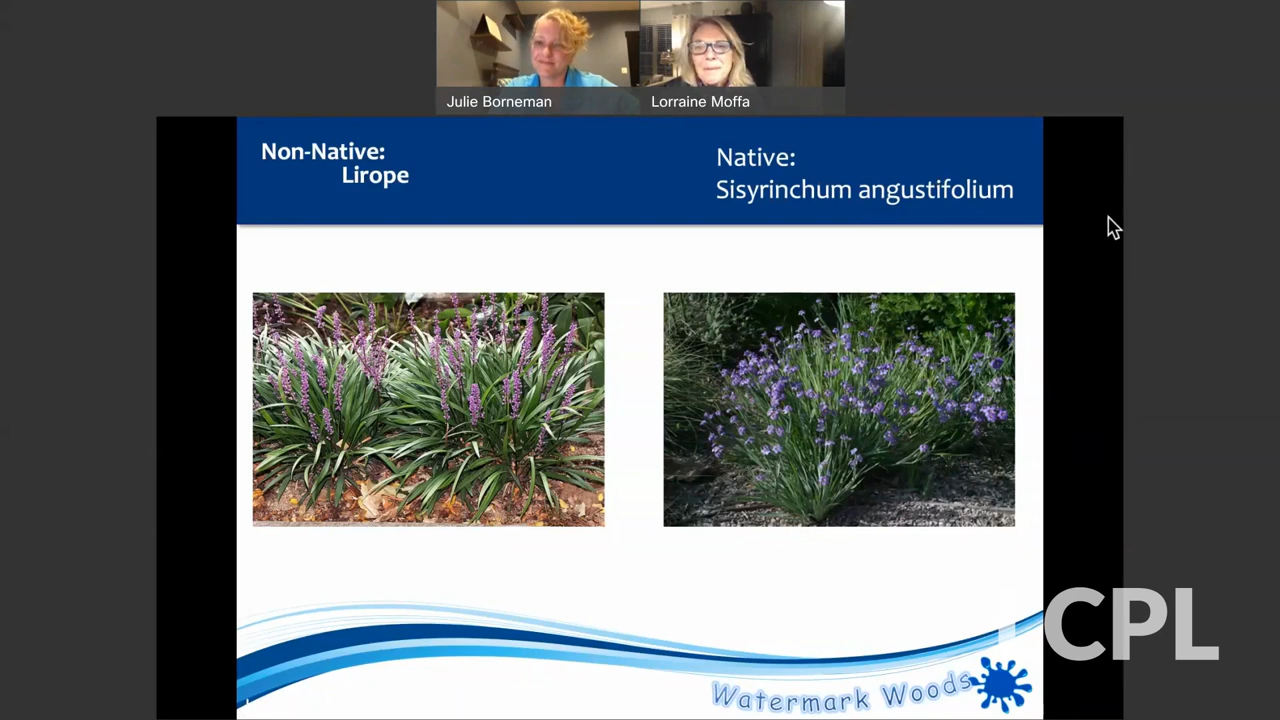 Julie Borneman
Lorraine Moffa
Non-Native:
Lirope
Native:
Sisyrinchum angustifolium
CPL
Watermark Woods